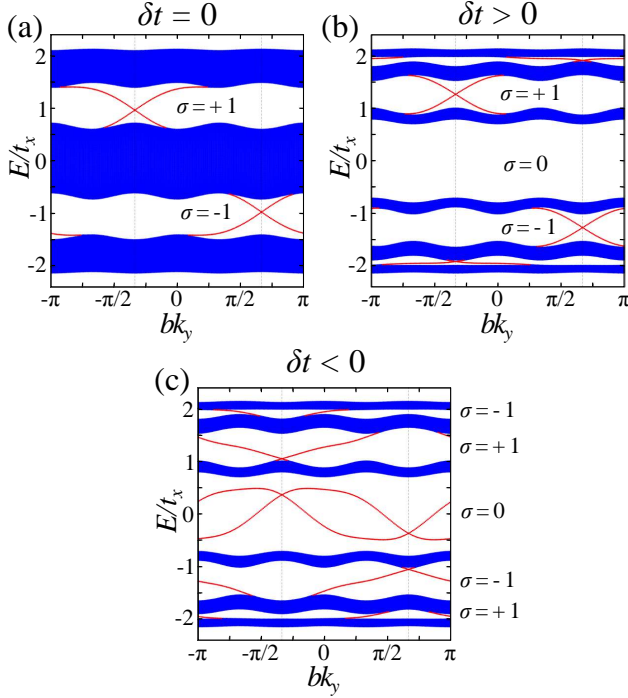 (a) δt = 0
(b) δt > 0
2
1
0
-1
-2
E/t_x
σ = + 1
σ = -1
-π -π/2 0 π/2 π
bk_y
2
1
0
-1
-2
E/t_x
σ = + 1
σ = 0
σ = - 1
-π -π/2 0 π/2 π
bk_y
(c) δt < 0
2
1
0
-1
-2
E/t_x
σ = - 1
σ = + 1
σ = 0
σ = - 1
σ = + 1
-π -π/2 0 π/2 π
bk_y